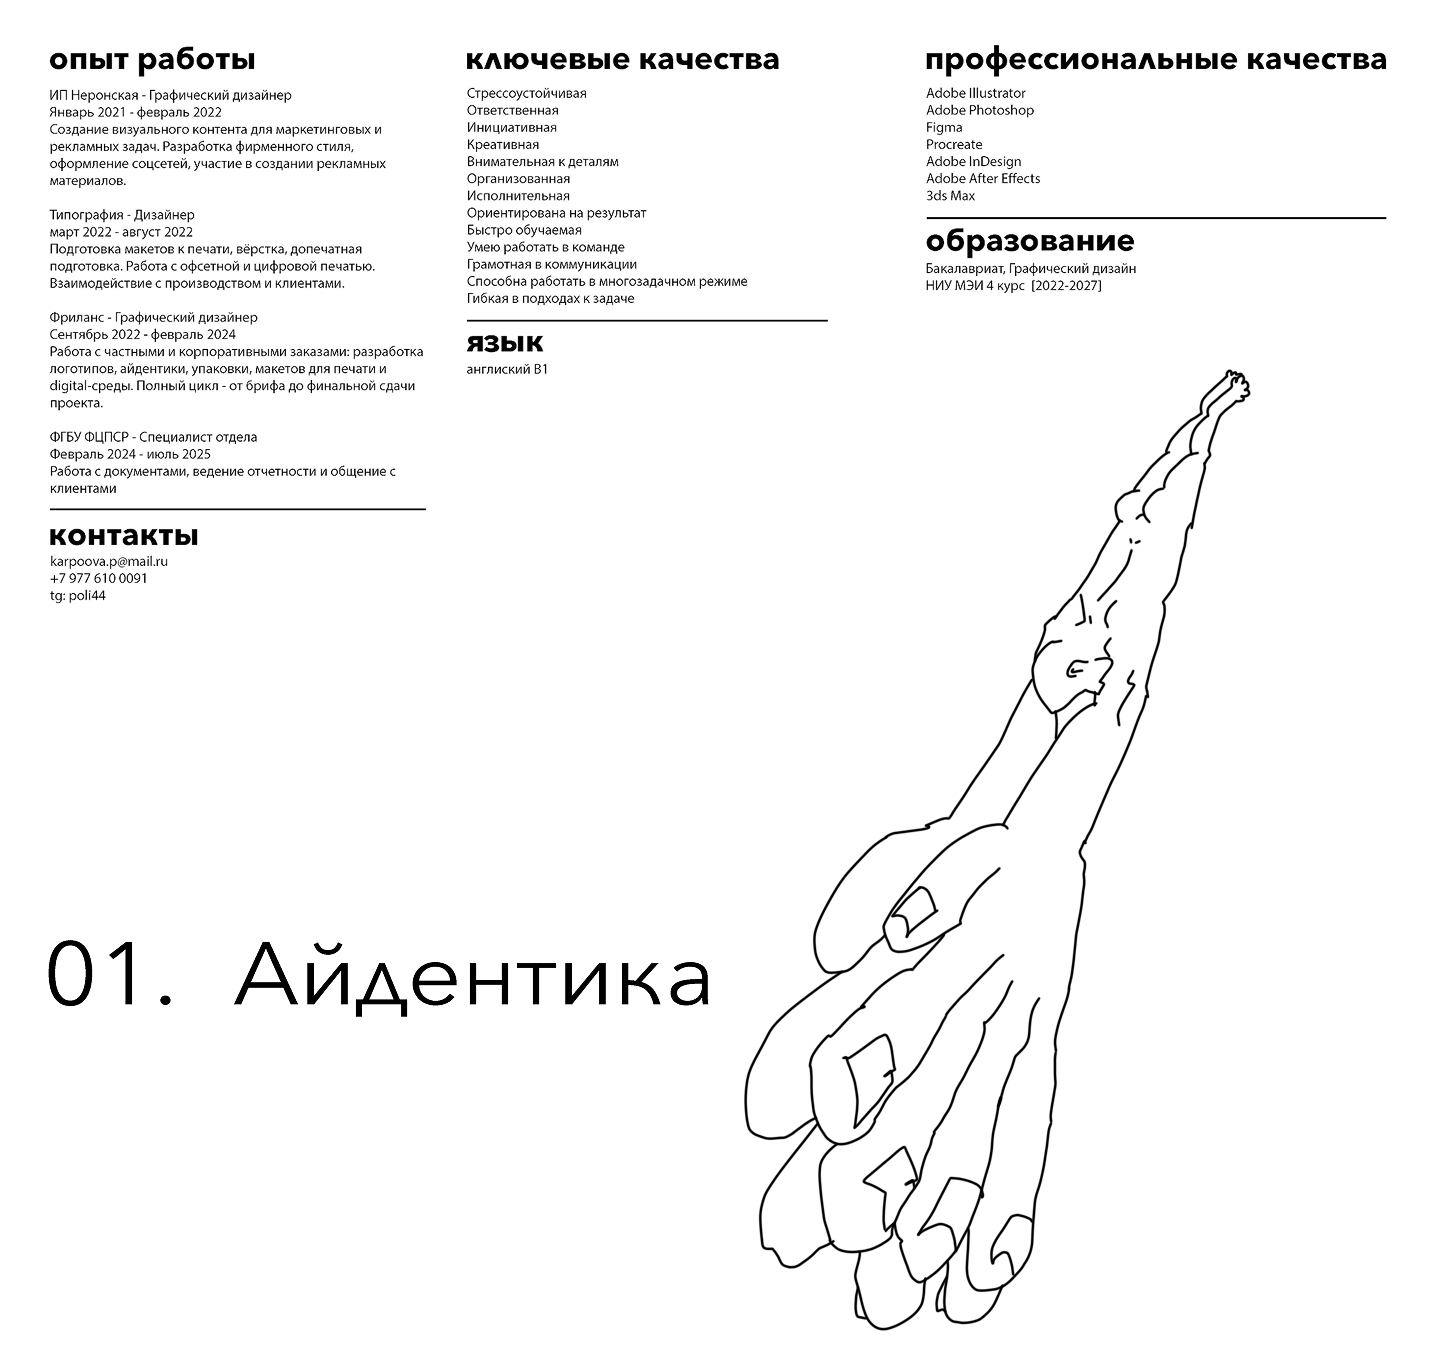 опыт работы
ИП Неронская - Графический дизайнер
Январь 2021 - февраль 2022
Создание визуального контента для маркетинговых и
рекламных задач. Разработка фирменного стиля,
оформление соцсетей, участие в создании рекламных
материалов.
Типография - Дизайнер
март 2022 - август 2022
Подготовка макетов к печати, вёрстка, допечатная
подготовка. Работа с офсетной и цифровой печатью.
Взаимодействие с производством и клиентами.
Фриланс - Графический дизайнер
Сентябрь 2022 - февраль 2024
Работа с частными и корпоративными заказами: разработка
логотипов, айдентики, упаковки, макетов для печати и
digital-среды. Полный цикл - от брифа до финальной сдачи
проекта.
ФГБУ ФЦПСР - Специалист отдела
Февраль 2024 - июль 2025
Работа с документами, ведение отчетности и общение с
клиентами
контакты
karpoova.p@mail.ru
+7 977 610 0091
tg: poli44
ключевые качества
Стрессоустойчивая
Ответственная
Инициативная
Креативная
Внимательная к деталям
Организованная
Исполнительная
Ориентирована на результат
Быстро обучаемая
Умею работать в команде
Грамотная в коммуникации
Способна работать в многозадачном режиме
Гибкая в подходах к задаче
язык
англиский B1
профессиональные качества
Adobe Illustrator
Adobe Photoshop
Figma
Procreate
Adobe InDesign
Adobe After Effects
3ds Max
образование
Бакалавриат, Графический дизайн
НИУ МЭИ 4 курс [2022-2027]
01. Айдентика